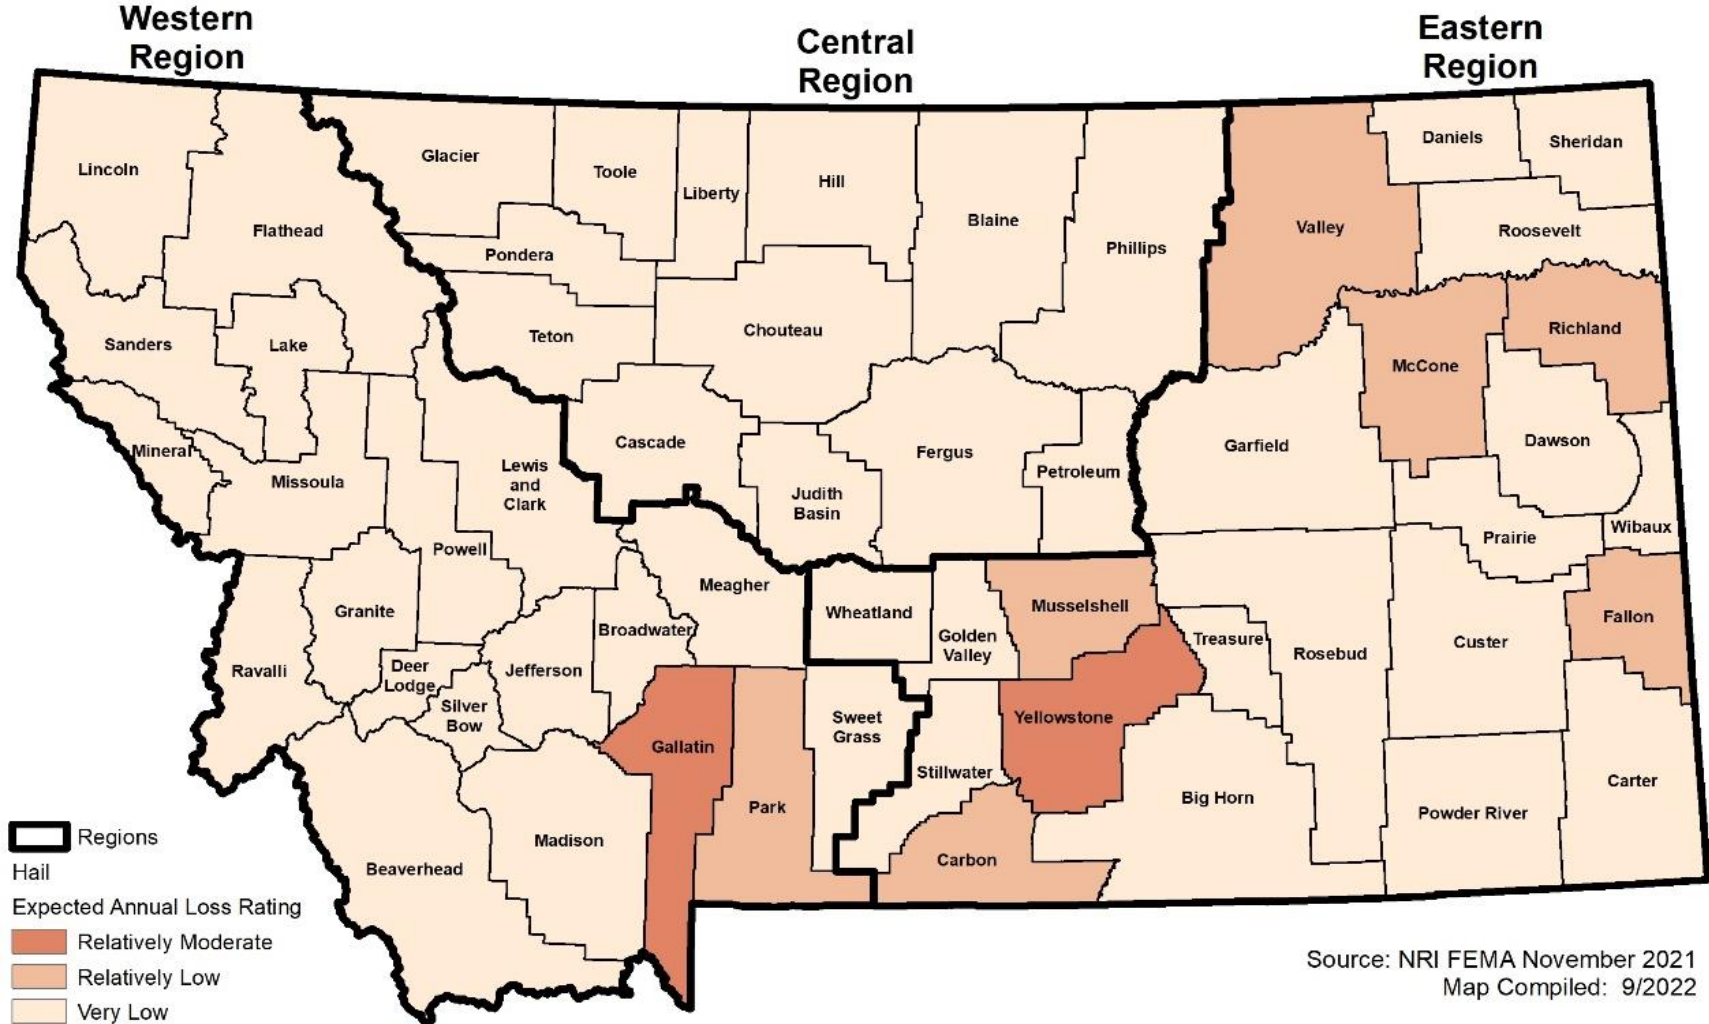 Western
Region
Central
Region
Eastern
Region
Lincoln
Flathead
Glacier
Toole
Liberty
Hill
Blaine
Phillips
Valley
Daniels
Sheridan
Roosevelt
Pondera
Teton
Chouteau
Sanders
Lake
McCone
Richland
Mineral
Missoula
Lewis
and
Clark
Cascade
Judith
Basin
Fergus
Petroleum
Garfield
Dawson
Prairie
Wibaux
Powell
Granite
Ravalli
Deer
Lodge
Silver
Bow
Jefferson
Broadwater
Meagher
Wheatland
Golden
Valley
Musselshell
Treasure
Rosebud
Custer
Fallon
Gallatin
Park
Sweet
Grass
Stillwater
Yellowstone
Carbon
Big Horn
Powder River
Carter
Beaverhead
Madison
Regions
Hail
Expected Annual Loss Rating
Relatively Moderate
Relatively Low
Very Low
Source: NRI FEMA November 2021
Map Compiled: 9/2022